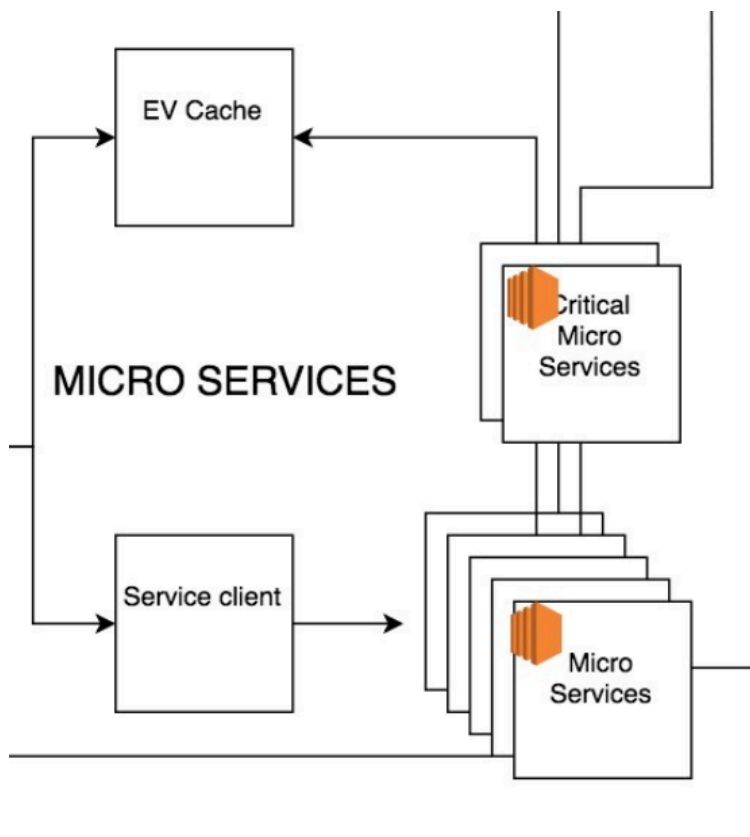 EV Cache
Critical
Micro
Services
MICRO SERVICES
Service client
Micro
Services